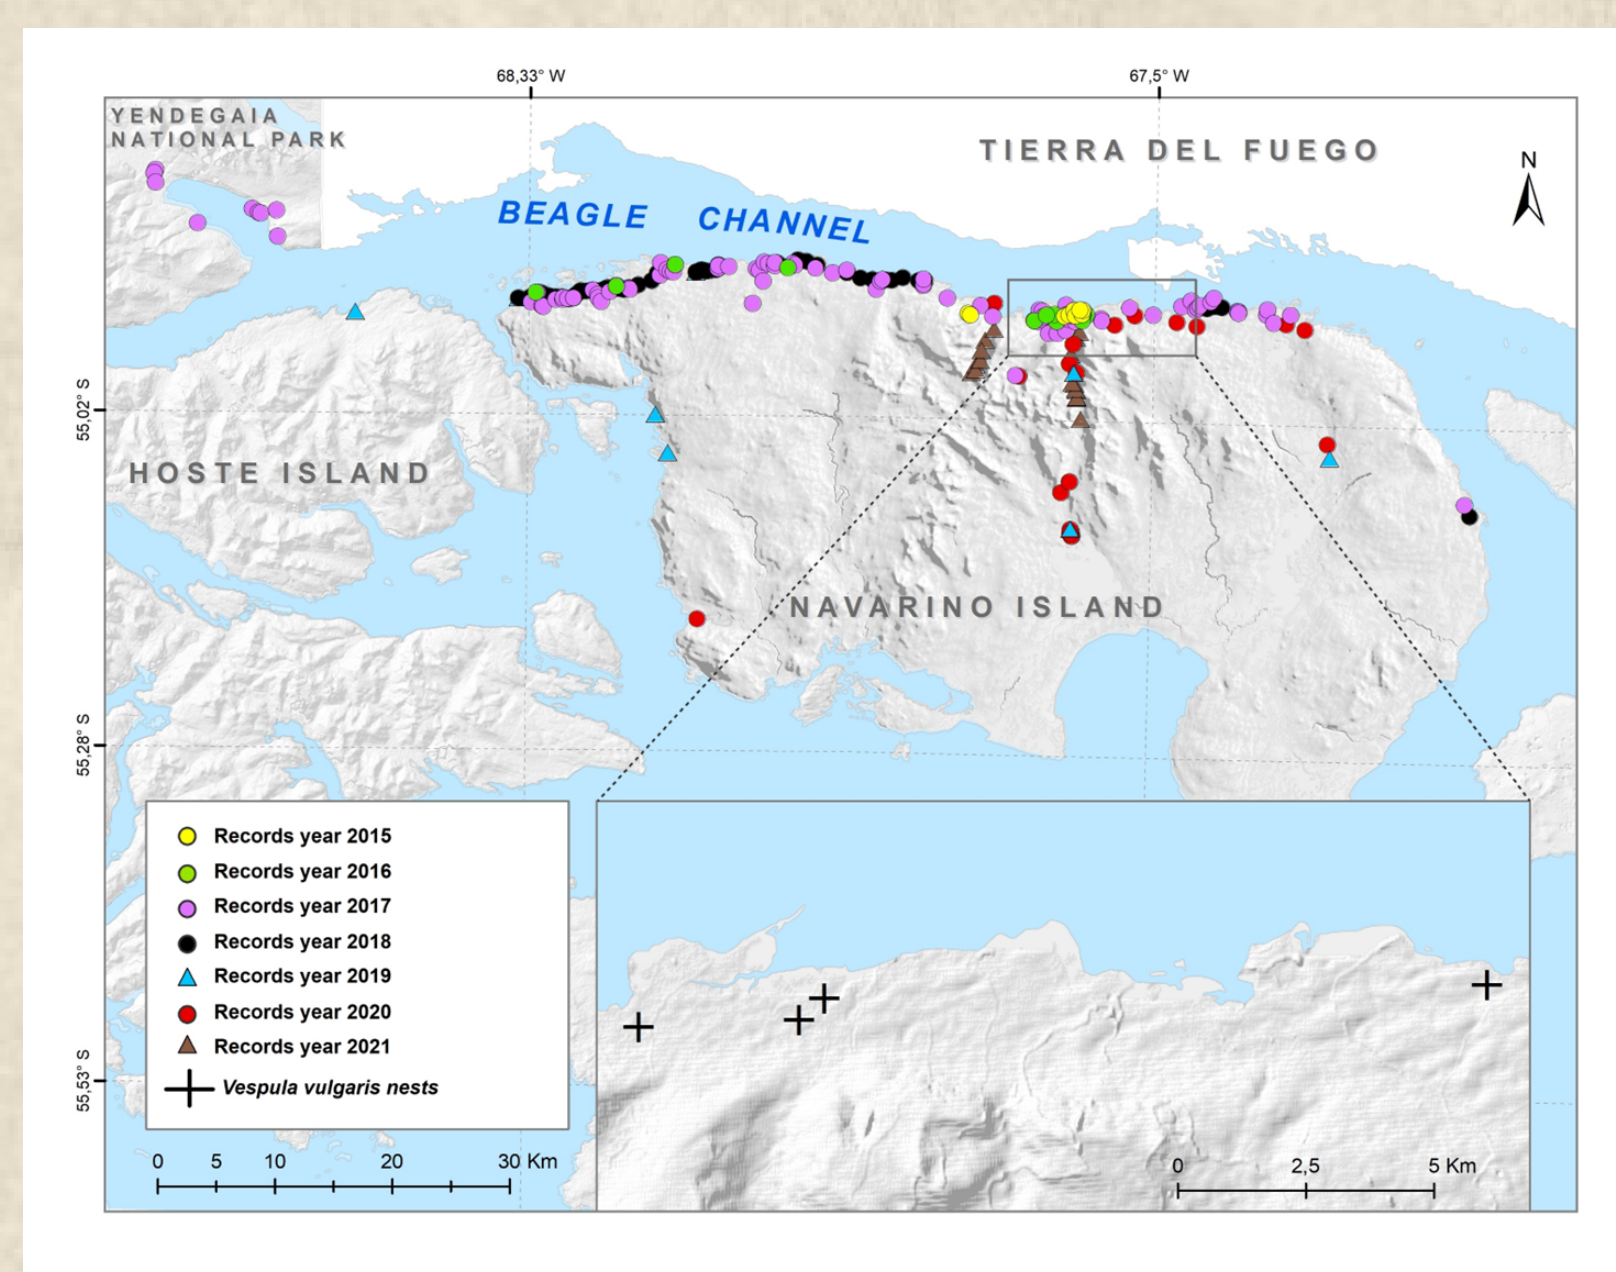 68,33° W
67,5° W
YENDEGAIA
NATIONAL PARK
TIERRA DEL FUEGO
N
BEAGLE CHANNEL
55,02° S
HOSTE ISLAND
NAVARINO ISLAND
55,28° S
Records year 2015
Records year 2016
Records year 2017
Records year 2018
Records year 2019
Records year 2020
Records year 2021
Vespula vulgaris nests
55,53° S
0 5 10 20 30 Km
0 2,5 5 Km